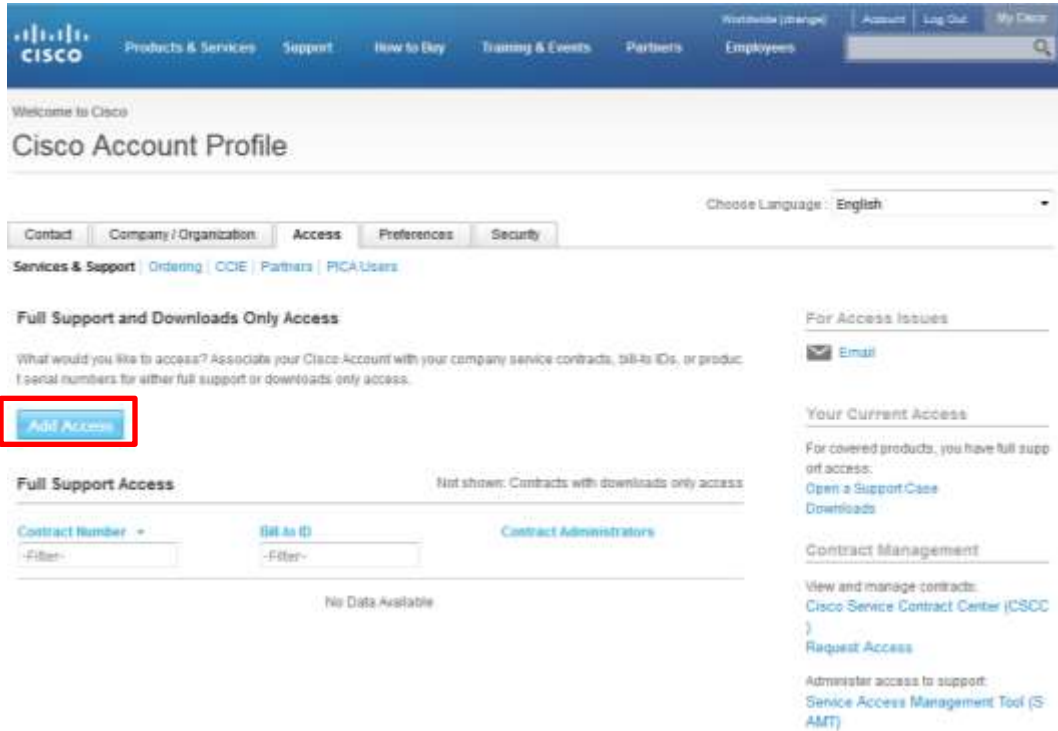 Worldwide [change] Account Log Out My Cisco
CISCO
Products & Services Support How to Buy Training & Events Partners Employees
Welcome to Cisco
Cisco Account Profile
Choose Language: English
Contact Company / Organization Access Preferences Security
Services & Support | Ordering | CCIE | Partners | PICA Users
Full Support and Downloads Only Access
What would you like to access? Associate your Cisco Account with your company service contracts, bill-to IDs, or produc
t serial numbers for either full support or downloads only access.
Add Access
Full Support Access
Not shown: Contracts with downloads only access
Contract Number Bill-to ID Contract Administrators
-Filter- -Filter-
No Data Available
For Access Issues
Email
Your Current Access
For covered products, you have full supp
ort access.
Open a Support Case
Downloads
Contract Management
View and manage contracts:
Cisco Service Contract Center (CSCC
)
Request Access
Administer access to support:
Service Access Management Tool (S
AMT)